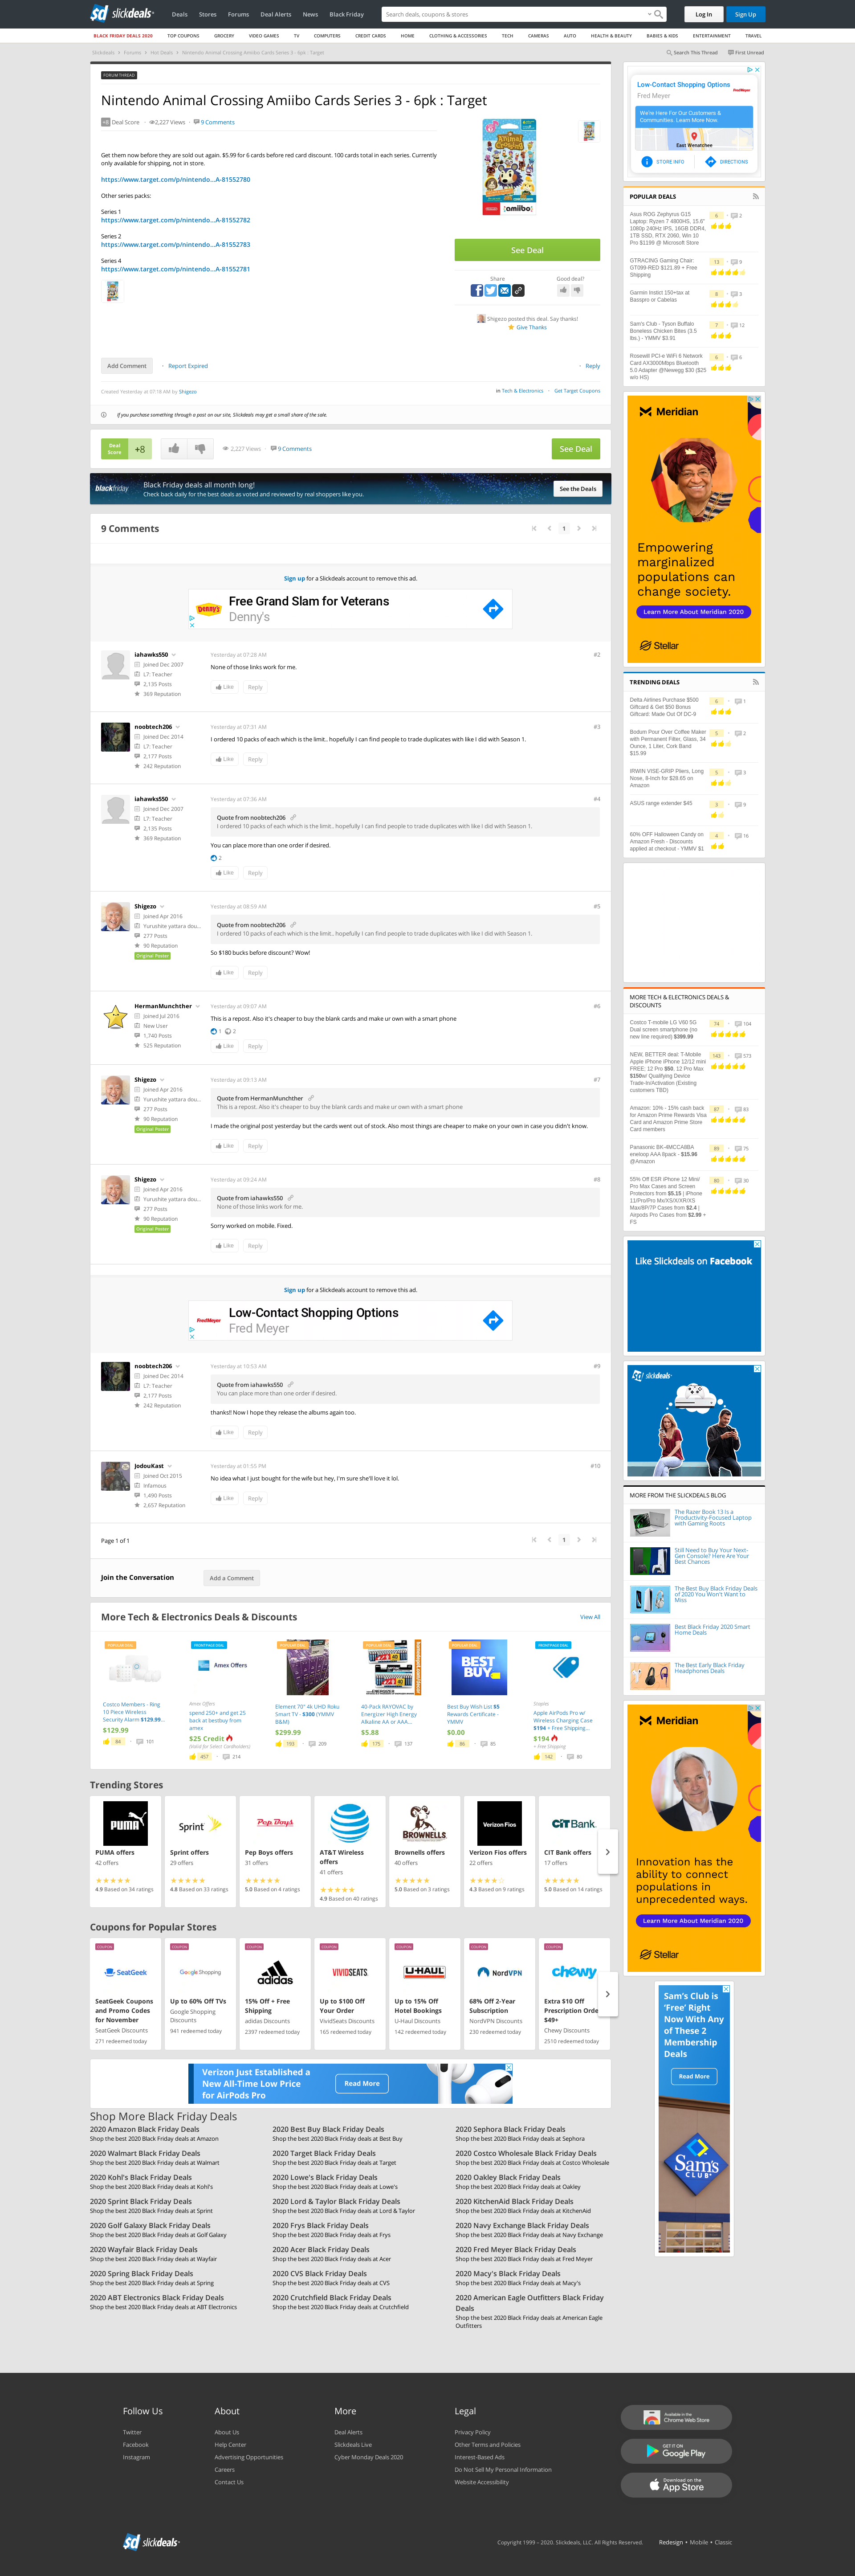 slickdeals
Deals
Stores
Forums
Deal Alerts
News
Black Friday
Search deals, coupons & stores
Log In
Sign Up
BLACK FRIDAY DEALS 2020
TOP COUPONS
GROCERY
VIDEO GAMES
TV
COMPUTERS
CREDIT CARDS
HOME
CLOTHING & ACCESSORIES
TECH
CAMERAS
AUTO
HEALTH & BEAUTY
BABIES & KIDS
ENTERTAINMENT
TRAVEL
Slickdeals > Forums > Hot Deals > Nintendo Animal Crossing Amiibo Cards Series 3 - 6pk : Target
Search This Thread
First Unread
FORUM THREAD
Nintendo Animal Crossing Amiibo Cards Series 3 - 6pk : Target
+8 Deal Score
2,227 Views
9 Comments
Get them now before they are sold out again. $5.99 for 6 cards before red card discount. 100 cards total in each series. Currently
only available for shipping, not in store.
https://www.target.com/p/nintendo...A-81552780
Other series packs:
Series 1
https://www.target.com/p/nintendo...A-81552782
Series 2
https://www.target.com/p/nintendo...A-81552783
Series 4
https://www.target.com/p/nintendo...A-81552781
See Deal
Share
Good deal?
Shigezo posted this deal. Say thanks!
Give Thanks
Add Comment
Report Expired
Reply
Created Yesterday at 07:18 AM by Shigezo
in Tech & Electronics
Get Target Coupons
If you purchase something through a post on our site, Slickdeals may get a small share of the sale.
Deal
Score
+8
2,227 Views
9 Comments
See Deal
blackfriday
Black Friday deals all month long!
Check back daily for the best deals as voted and reviewed by real shoppers like you.
See the Deals
9 Comments
1
Sign up for a Slickdeals account to remove this ad.
Denny's
Free Grand Slam for Veterans
Denny's
iahawks550
Joined Dec 2007
L7: Teacher
2,135 Posts
369 Reputation
Yesterday at 07:28 AM
#2
None of those links work for me.
Like
Reply
noobtech206
Joined Dec 2014
L7: Teacher
2,177 Posts
242 Reputation
Yesterday at 07:31 AM
#3
I ordered 10 packs of each which is the limit.. hopefully I can find people to trade duplicates with like I did with Season 1.
Like
Reply
iahawks550
Joined Dec 2007
L7: Teacher
2,135 Posts
369 Reputation
Yesterday at 07:36 AM
#4
Quote from noobtech206
I ordered 10 packs of each which is the limit.. hopefully I can find people to trade duplicates with like I did with Season 1.
You can place more than one order if desired.
2
Like
Reply
Shigezo
Joined Apr 2016
Yurushite yattara dou...
277 Posts
90 Reputation
Original Poster
Yesterday at 08:59 AM
#5
Quote from noobtech206
I ordered 10 packs of each which is the limit.. hopefully I can find people to trade duplicates with like I did with Season 1.
So $180 bucks before discount? Wow!
Like
Reply
HermanMunchther
Joined Jul 2016
New User
1,740 Posts
525 Reputation
Yesterday at 09:07 AM
#6
This is a repost. Also it's cheaper to buy the blank cards and make ur own with a smart phone
1
2
Like
Reply
Shigezo
Joined Apr 2016
Yurushite yattara dou...
277 Posts
90 Reputation
Original Poster
Yesterday at 09:13 AM
#7
Quote from HermanMunchther
This is a repost. Also it's cheaper to buy the blank cards and make ur own with a smart phone
I made the original post yesterday but the cards went out of stock. Also most things are cheaper to make on your own in case you didn't know.
Like
Reply
Shigezo
Joined Apr 2016
Yurushite yattara dou...
277 Posts
90 Reputation
Original Poster
Yesterday at 09:24 AM
#8
Quote from iahawks550
None of those links work for me.
Sorry worked on mobile. Fixed.
Like
Reply
Sign up for a Slickdeals account to remove this ad.
FredMeyer
Low-Contact Shopping Options
Fred Meyer
noobtech206
Joined Dec 2014
L7: Teacher
2,177 Posts
242 Reputation
Yesterday at 10:53 AM
#9
Quote from iahawks550
You can place more than one order if desired.
thanks!! Now I hope they release the albums again too.
Like
Reply
JodouKast
Joined Oct 2015
Infamous
1,490 Posts
2,657 Reputation
Yesterday at 01:55 PM
#10
No idea what I just bought for the wife but hey, I'm sure she'll love it lol.
Like
Reply
Page 1 of 1
1
Join the Conversation
Add a Comment
More Tech & Electronics Deals & Discounts
View All
POPULAR DEAL
Costco Members - Ring
10 Piece Wireless
Security Alarm $129.99...
$129.99
84
101
FRONTPAGE DEAL
Amex Offers
Amex Offers
spend 250+ and get 25
back at bestbuy from
amex
$25 Credit
(Valid for Select Cardholders)
457
214
POPULAR DEAL
Element 70" 4k UHD Roku
Smart TV - $300 (YMMV
B&M)
$299.99
193
209
POPULAR DEAL
40-Pack RAYOVAC by
Energizer High Energy
Alkaline AA or AAA...
$5.88
175
137
POPULAR DEAL
BEST BUY
Best Buy Wish List $5
Rewards Certificate -
YMMV
$0.00
86
85
FRONTPAGE DEAL
Staples
Apple AirPods Pro w/
Wireless Charging Case
$194 + Free Shipping...
$194
+ Free Shipping
142
80
Trending Stores
PUMA
PUMA offers
42 offers
4.9 Based on 34 ratings
Sprint
Sprint offers
29 offers
4.8 Based on 33 ratings
Pep Boys
Pep Boys offers
31 offers
5.0 Based on 4 ratings
AT&T
AT&T Wireless
offers
41 offers
4.9 Based on 40 ratings
BROWNELLS
Brownells offers
40 offers
5.0 Based on 3 ratings
Verizon Fios
Verizon Fios offers
22 offers
4.3 Based on 9 ratings
CIT Bank
CIT Bank offers
17 offers
5.0 Based on 14 ratings
Coupons for Popular Stores
COUPON
SeatGeek
SeatGeek Coupons
and Promo Codes
for November
SeatGeek Discounts
271 redeemed today
COUPON
Google Shopping
Up to 60% Off TVs
Google Shopping
Discounts
941 redeemed today
COUPON
adidas
15% Off + Free
Shipping
adidas Discounts
2397 redeemed today
COUPON
VIVIDSEATS
Up to $100 Off
Your Order
VividSeats Discounts
165 redeemed today
COUPON
U-HAUL
Up to 15% Off
Hotel Bookings
U-Haul Discounts
142 redeemed today
COUPON
NordVPN
68% Off 2-Year
Subscription
NordVPN Discounts
230 redeemed today
COUPON
chewy
Extra $10 Off
Prescription Orde
$49+
Chewy Discounts
2510 redeemed today
Verizon Just Established a
New All-Time Low Price
for AirPods Pro
Read More
Shop More Black Friday Deals
2020 Amazon Black Friday Deals
Shop the best 2020 Black Friday deals at Amazon
2020 Best Buy Black Friday Deals
Shop the best 2020 Black Friday deals at Best Buy
2020 Sephora Black Friday Deals
Shop the best 2020 Black Friday deals at Sephora
2020 Walmart Black Friday Deals
Shop the best 2020 Black Friday deals at Walmart
2020 Target Black Friday Deals
Shop the best 2020 Black Friday deals at Target
2020 Costco Wholesale Black Friday Deals
Shop the best 2020 Black Friday deals at Costco Wholesale
2020 Kohl's Black Friday Deals
Shop the best 2020 Black Friday deals at Kohl's
2020 Lowe's Black Friday Deals
Shop the best 2020 Black Friday deals at Lowe's
2020 Oakley Black Friday Deals
Shop the best 2020 Black Friday deals at Oakley
2020 Sprint Black Friday Deals
Shop the best 2020 Black Friday deals at Sprint
2020 Lord & Taylor Black Friday Deals
Shop the best 2020 Black Friday deals at Lord & Taylor
2020 KitchenAid Black Friday Deals
Shop the best 2020 Black Friday deals at KitchenAid
2020 Golf Galaxy Black Friday Deals
Shop the best 2020 Black Friday deals at Golf Galaxy
2020 Frys Black Friday Deals
Shop the best 2020 Black Friday deals at Frys
2020 Navy Exchange Black Friday Deals
Shop the best 2020 Black Friday deals at Navy Exchange
2020 Wayfair Black Friday Deals
Shop the best 2020 Black Friday deals at Wayfair
2020 Acer Black Friday Deals
Shop the best 2020 Black Friday deals at Acer
2020 Fred Meyer Black Friday Deals
Shop the best 2020 Black Friday deals at Fred Meyer
2020 Spring Black Friday Deals
Shop the best 2020 Black Friday deals at Spring
2020 CVS Black Friday Deals
Shop the best 2020 Black Friday deals at CVS
2020 Macy's Black Friday Deals
Shop the best 2020 Black Friday deals at Macy's
2020 ABT Electronics Black Friday Deals
Shop the best 2020 Black Friday deals at ABT Electronics
2020 Crutchfield Black Friday Deals
Shop the best 2020 Black Friday deals at Crutchfield
2020 American Eagle Outfitters Black Friday
Deals
Shop the best 2020 Black Friday deals at American Eagle
Outfitters
Low-Contact Shopping Options
Fred Meyer
We're Here For Our Customers &
Communities. Learn More Now.
East Wenatchee
STORE INFO
DIRECTIONS
POPULAR DEALS
Asus ROG Zephyrus G15
Laptop: Ryzen 7 4800HS, 15.6"
1080p 240Hz IPS, 16GB DDR4,
1TB SSD, RTX 2060, Win 10
Pro $1199 @ Microsoft Store
6
2
GTRACING Gaming Chair:
GT099-RED $121.89 + Free
Shipping
13
9
Garmin Instict 150+tax at
Basspro or Cabelas
8
3
Sam's Club - Tyson Buffalo
Boneless Chicken Bites (3.5
lbs.) - YMMV $3.91
7
12
Rosewill PCI-e WiFi 6 Network
Card AX3000Mbps Bluetooth
5.0 Adapter @Newegg $30 ($25
w/o HS)
6
6
Meridian
Empowering
marginalized
populations can
change society.
Learn More About Meridian 2020
Stellar
TRENDING DEALS
Delta Airlines Purchase $500
Giftcard & Get $50 Bonus
Giftcard. Made Out Of DC-9
6
1
Bodum Pour Over Coffee Maker
with Permanent Filter, Glass, 34
Ounce, 1 Liter, Cork Band
$15.99
5
2
IRWIN VISE-GRIP Pliers, Long
Nose, 8-Inch for $28.65 on
Amazon
5
3
ASUS range extender $45
3
9
60% OFF Halloween Candy on
Amazon Fresh - Discounts
applied at checkout - YMMV $1
4
16
MORE TECH & ELECTRONICS DEALS &
DISCOUNTS
Costco T-mobile LG V60 5G
Dual screen smartphone (no
new line required) $399.99
74
104
NEW, BETTER deal: T-Mobile
Apple iPhone iPhone 12/12 mini
FREE; 12 Pro $50, 12 Pro Max
$150w/ Qualifying Device
Trade-In/Activation (Existing
customers TBD)
143
573
Amazon: 10% - 15% cash back
for Amazon Prime Rewards Visa
Card and Amazon Prime Store
Card members
87
83
Panasonic BK-4MCCA8BA
eneloop AAA 8pack - $15.96
@Amazon
89
75
55% Off ESR iPhone 12 Mini/
Pro Max Cases and Screen
Protectors from $5.15 | iPhone
11/Pro/Pro Mx/XS/X/XR/XS
Max/8P/7P Cases from $2.4 |
Airpods Pro Cases from $2.99 +
FS
80
30
Like Slickdeals on Facebook
slickdeals
MORE FROM THE SLICKDEALS BLOG
The Razer Book 13 Is a
Productivity-Focused Laptop
with Gaming Roots
Still Need to Buy Your Next-
Gen Console? Here Are Your
Best Chances
The Best Buy Black Friday Deals
of 2020 You Won't Want to
Miss
Best Black Friday 2020 Smart
Home Deals
The Best Early Black Friday
Headphones Deals
Meridian
Innovation has the
ability to connect
populations in
unprecedented ways.
Learn More About Meridian 2020
Stellar
Sam's Club is
'Free' Right
Now With Any
of These 2
Membership
Deals
Read More
Sam's
CLUB
Follow Us
Twitter
Facebook
Instagram
About
About Us
Help Center
Advertising Opportunities
Careers
Contact Us
More
Deal Alerts
Slickdeals Live
Cyber Monday Deals 2020
Legal
Privacy Policy
Other Terms and Policies
Interest-Based Ads
Do Not Sell My Personal Information
Website Accessibility
Available in the
Chrome Web Store
GET IT ON
Google Play
Download on the
App Store
slickdeals
Copyright 1999 - 2020. Slickdeals, LLC. All Rights Reserved.
Redesign • Mobile • Classic